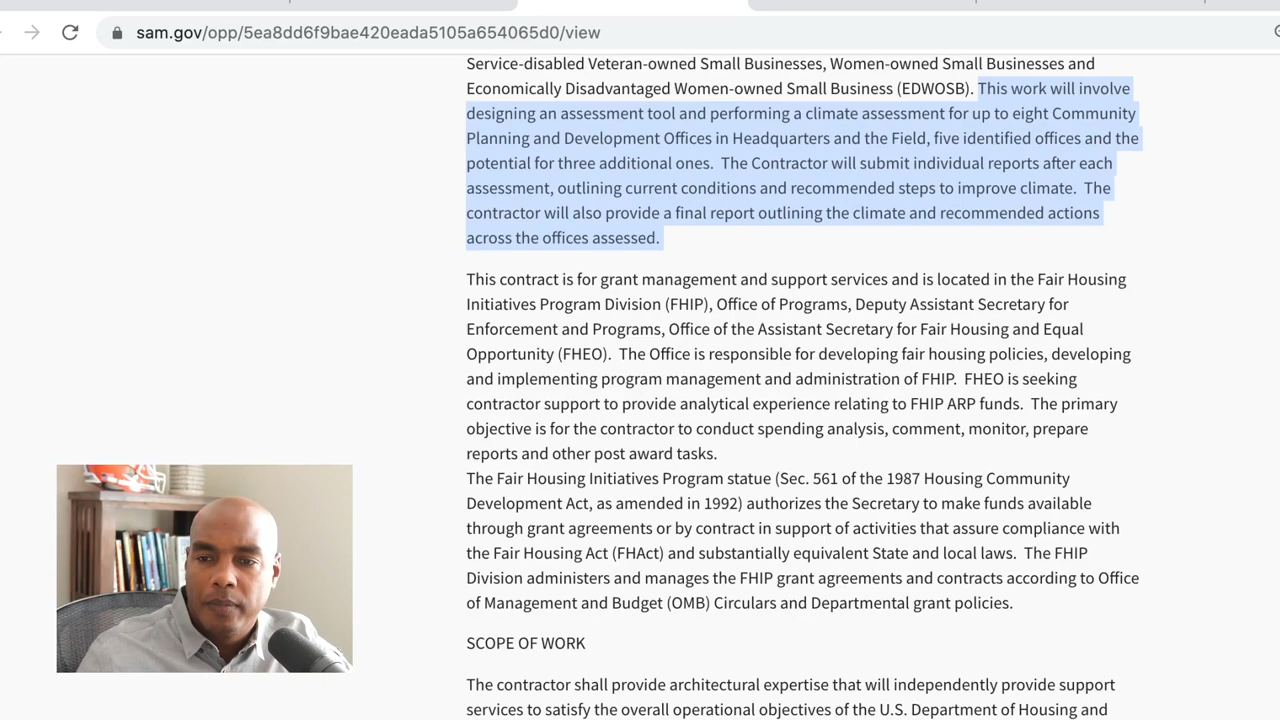 sam.gov/opp/5ea8dd6f9bae420eada5105a654065d0/view
Service-disabled Veteran-owned Small Businesses, Women-owned Small Businesses and
Economically Disadvantaged Women-owned Small Business (EDWOSB). This work will involve
designing an assessment tool and performing a climate assessment for up to eight Community
Planning and Development Offices in Headquarters and the Field, five identified offices and the
potential for three additional ones. The Contractor will submit individual reports after each
assessment, outlining current conditions and recommended steps to improve climate. The
contractor will also provide a final report outlining the climate and recommended actions
across the offices assessed.
This contract is for grant management and support services and is located in the Fair Housing
Initiatives Program Division (FHIP), Office of Programs, Deputy Assistant Secretary for
Enforcement and Programs, Office of the Assistant Secretary for Fair Housing and Equal
Opportunity (FHEO). The Office is responsible for developing fair housing policies, developing
and implementing program management and administration of FHIP. FHEO is seeking
contractor support to provide analytical experience relating to FHIP ARP funds. The primary
objective is for the contractor to conduct spending analysis, comment, monitor, prepare
reports and other post award tasks.
The Fair Housing Initiatives Program statue (Sec. 561 of the 1987 Housing Community
Development Act, as amended in 1992) authorizes the Secretary to make funds available
through grant agreements or by contract in support of activities that assure compliance with
the Fair Housing Act (FHAct) and substantially equivalent State and local laws. The FHIP
Division administers and manages the FHIP grant agreements and contracts according to Office
of Management and Budget (OMB) Circulars and Departmental grant policies.
SCOPE OF WORK
The contractor shall provide architectural expertise that will independently provide support
services to satisfy the overall operational objectives of the U.S. Department of Housing and